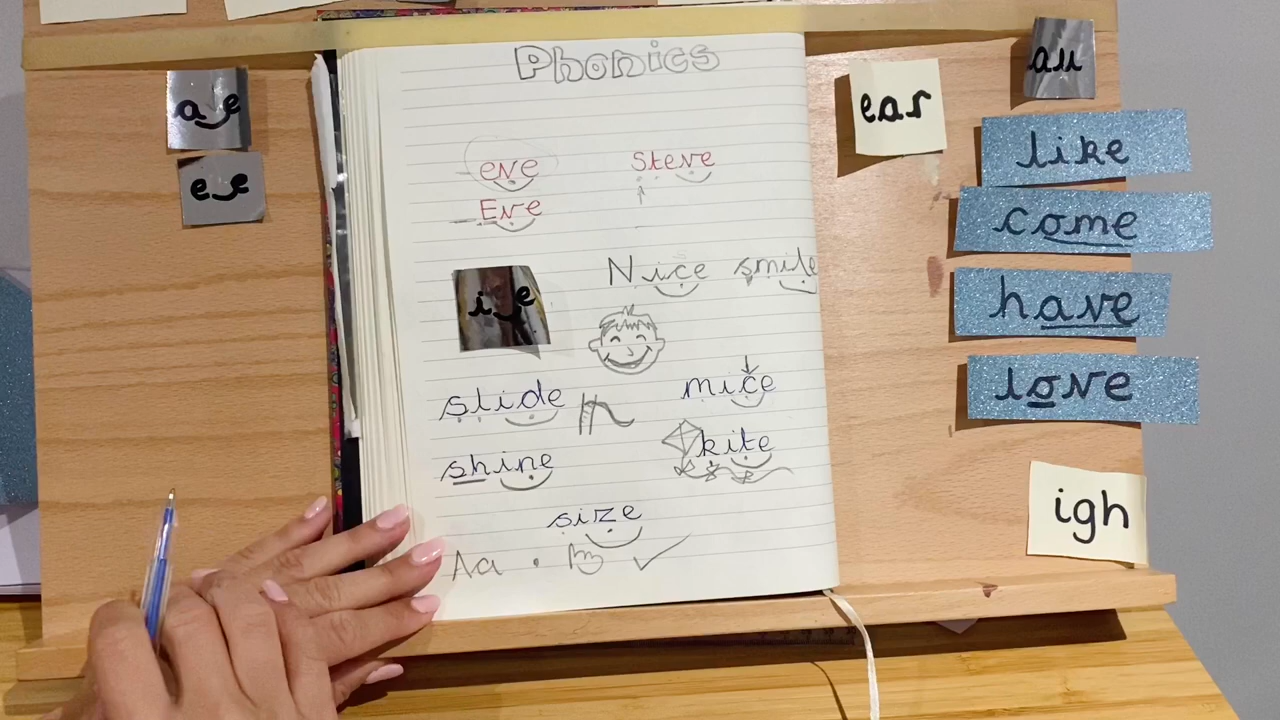 Phonics
a_e
e_e
eve Steve
Eve
i_e
Nice smile
slide mice
shine kite
size
Aa . ✓
ear
au
like
come
have
love
igh